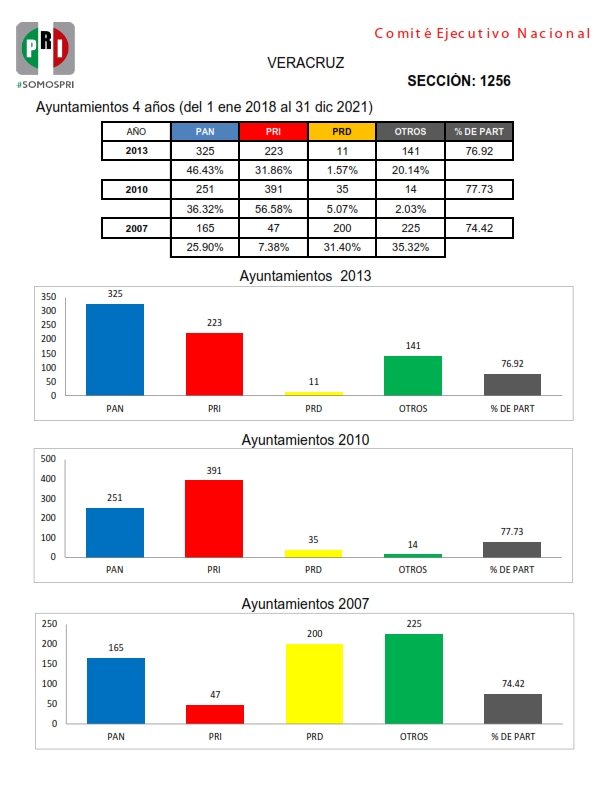 PRI
#SOMOSPRI
Comité Ejecutivo Nacional
VERACRUZ
SECCIÓN: 1256
Ayuntamientos 4 años (del 1 ene 2018 al 31 dic 2021)
AÑO PAN PRI PRD OTROS % DE PART
2013 325 223 11 141 76.92
46.43% 31.86% 1.57% 20.14%
2010 251 391 35 14 77.73
36.32% 56.58% 5.07% 2.03%
2007 165 47 200 225 74.42
25.90% 7.38% 31.40% 35.32%
Ayuntamientos 2013
350
300
250
200
150
100
50
0
325
223
11
141
76.92
PAN PRI PRD OTROS % DE PART
Ayuntamientos 2010
500
400
300
200
100
0
251
391
35
14
77.73
PAN PRI PRD OTROS % DE PART
Ayuntamientos 2007
250
200
150
100
50
0
165
47
200
225
74.42
PAN PRI PRD OTROS % DE PART